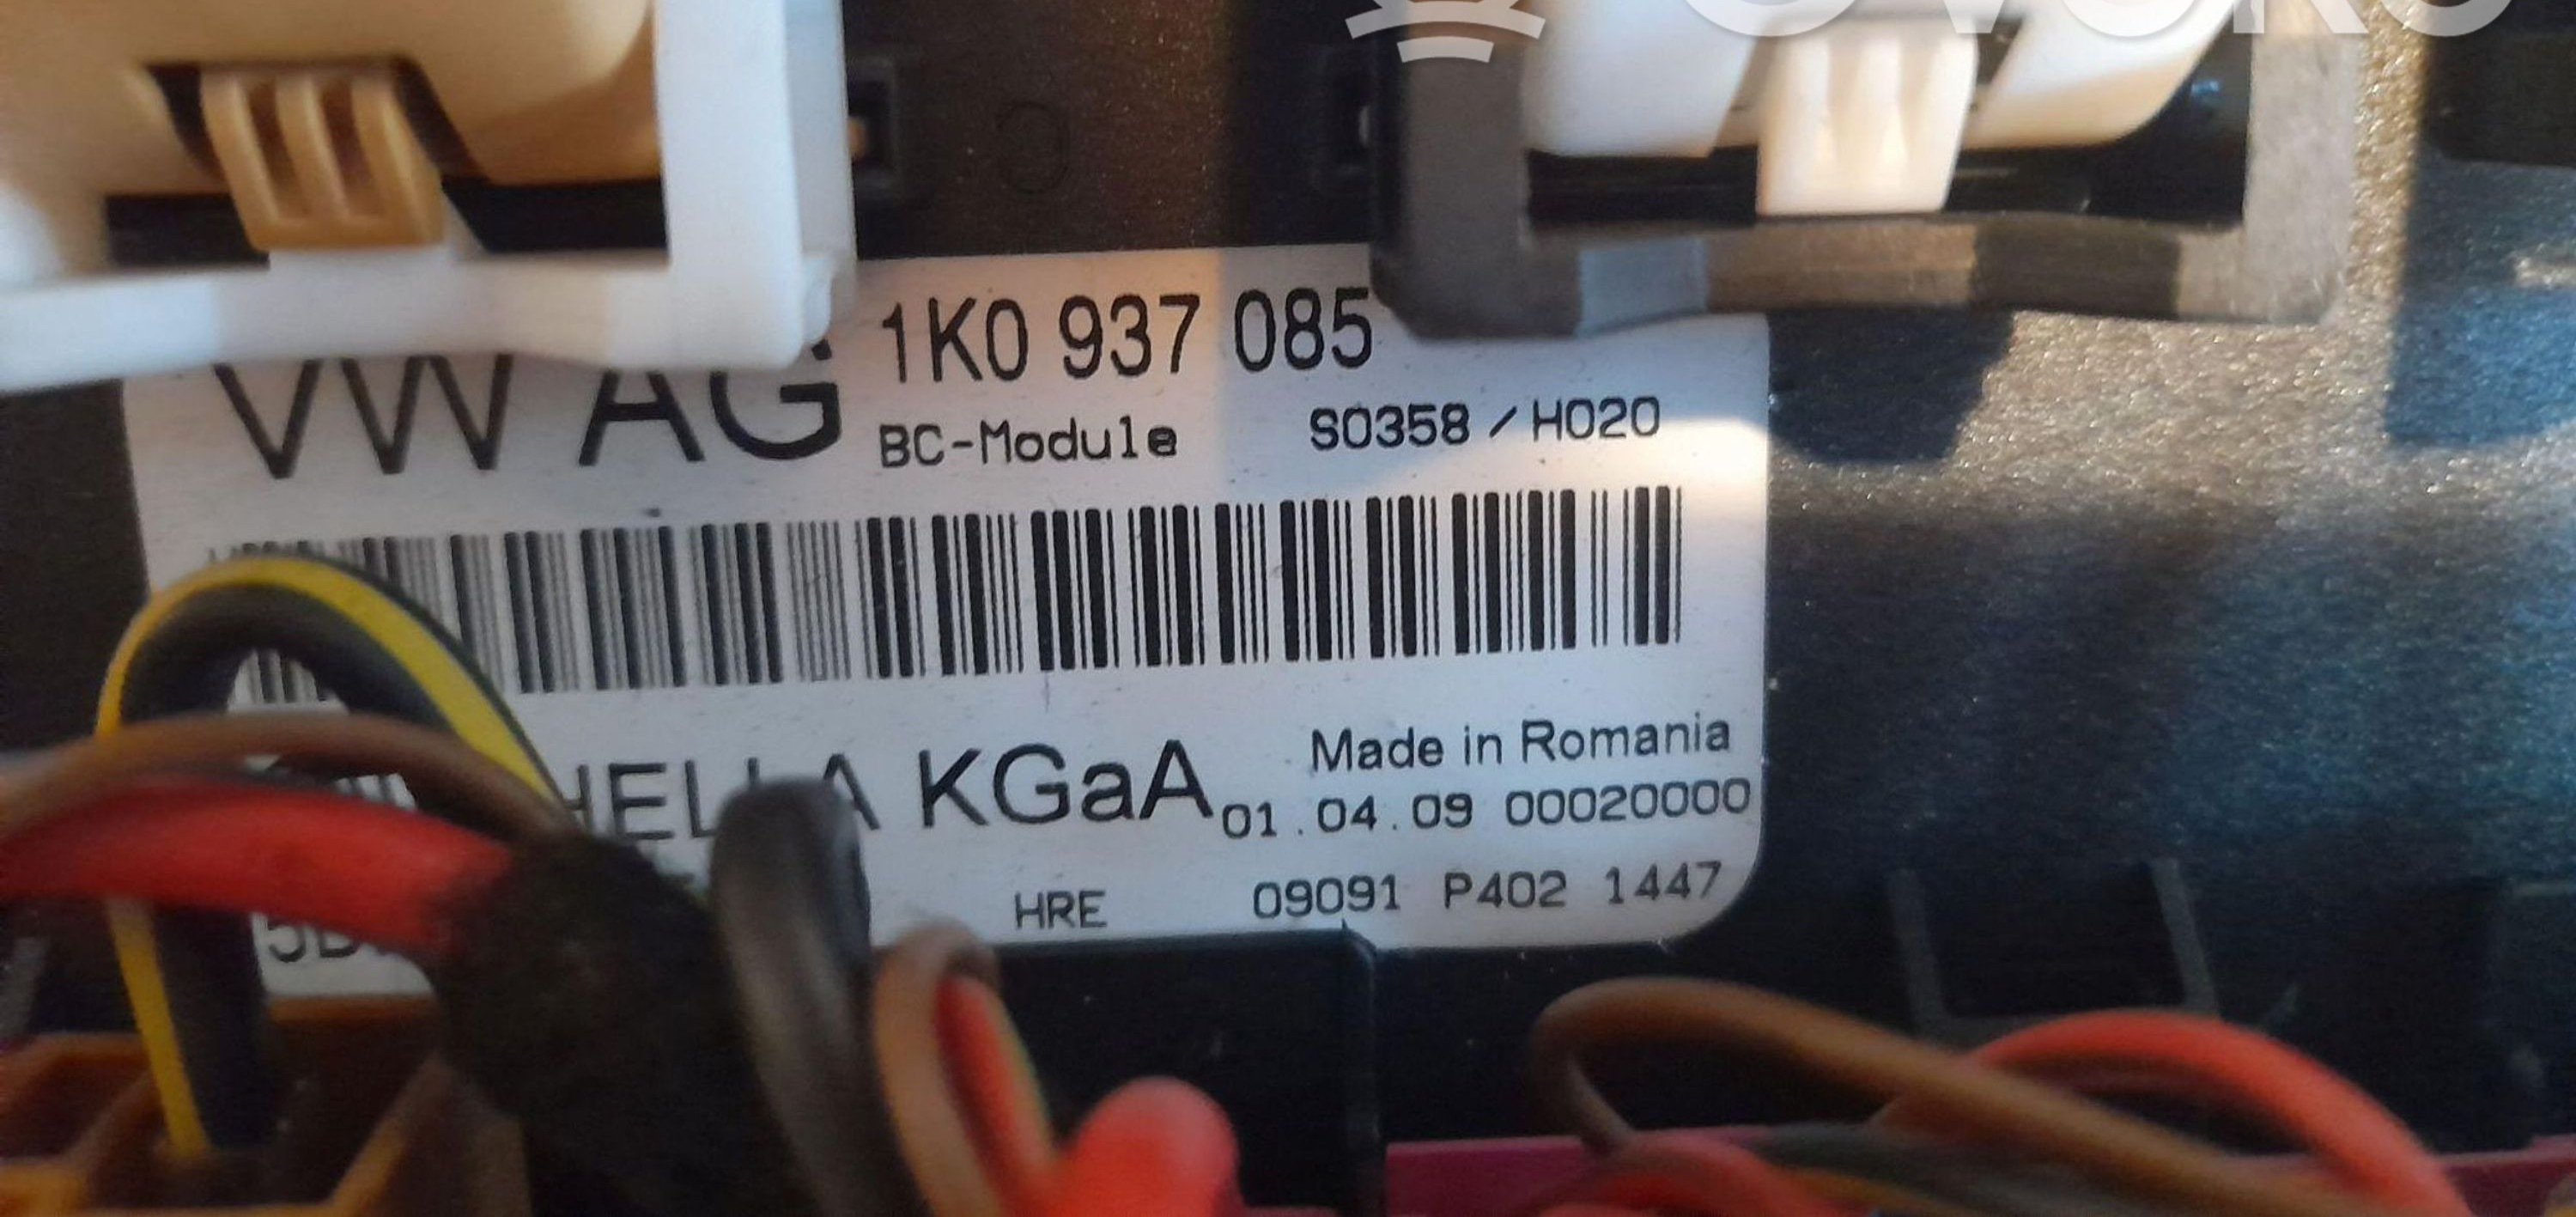 VW AG 1K0 937 085
BC-Module S0358 / H020
HELLA KGaA Made in Romania
01.04.09 00020000
HRE 09091 P402 1447